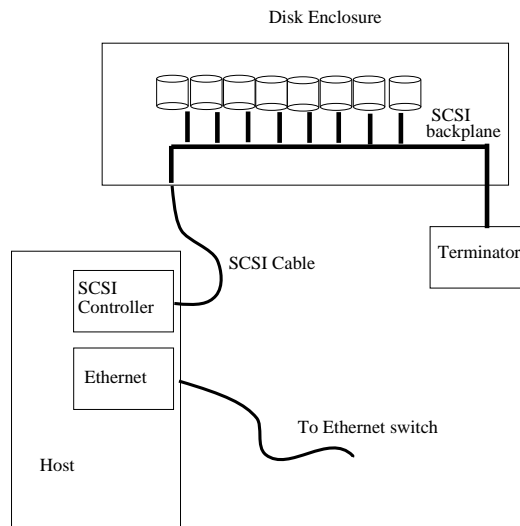 Disk Enclosure
SCSI
backplane
Terminator
SCSI Cable
SCSI
Controller
Ethernet
To Ethernet switch
Host